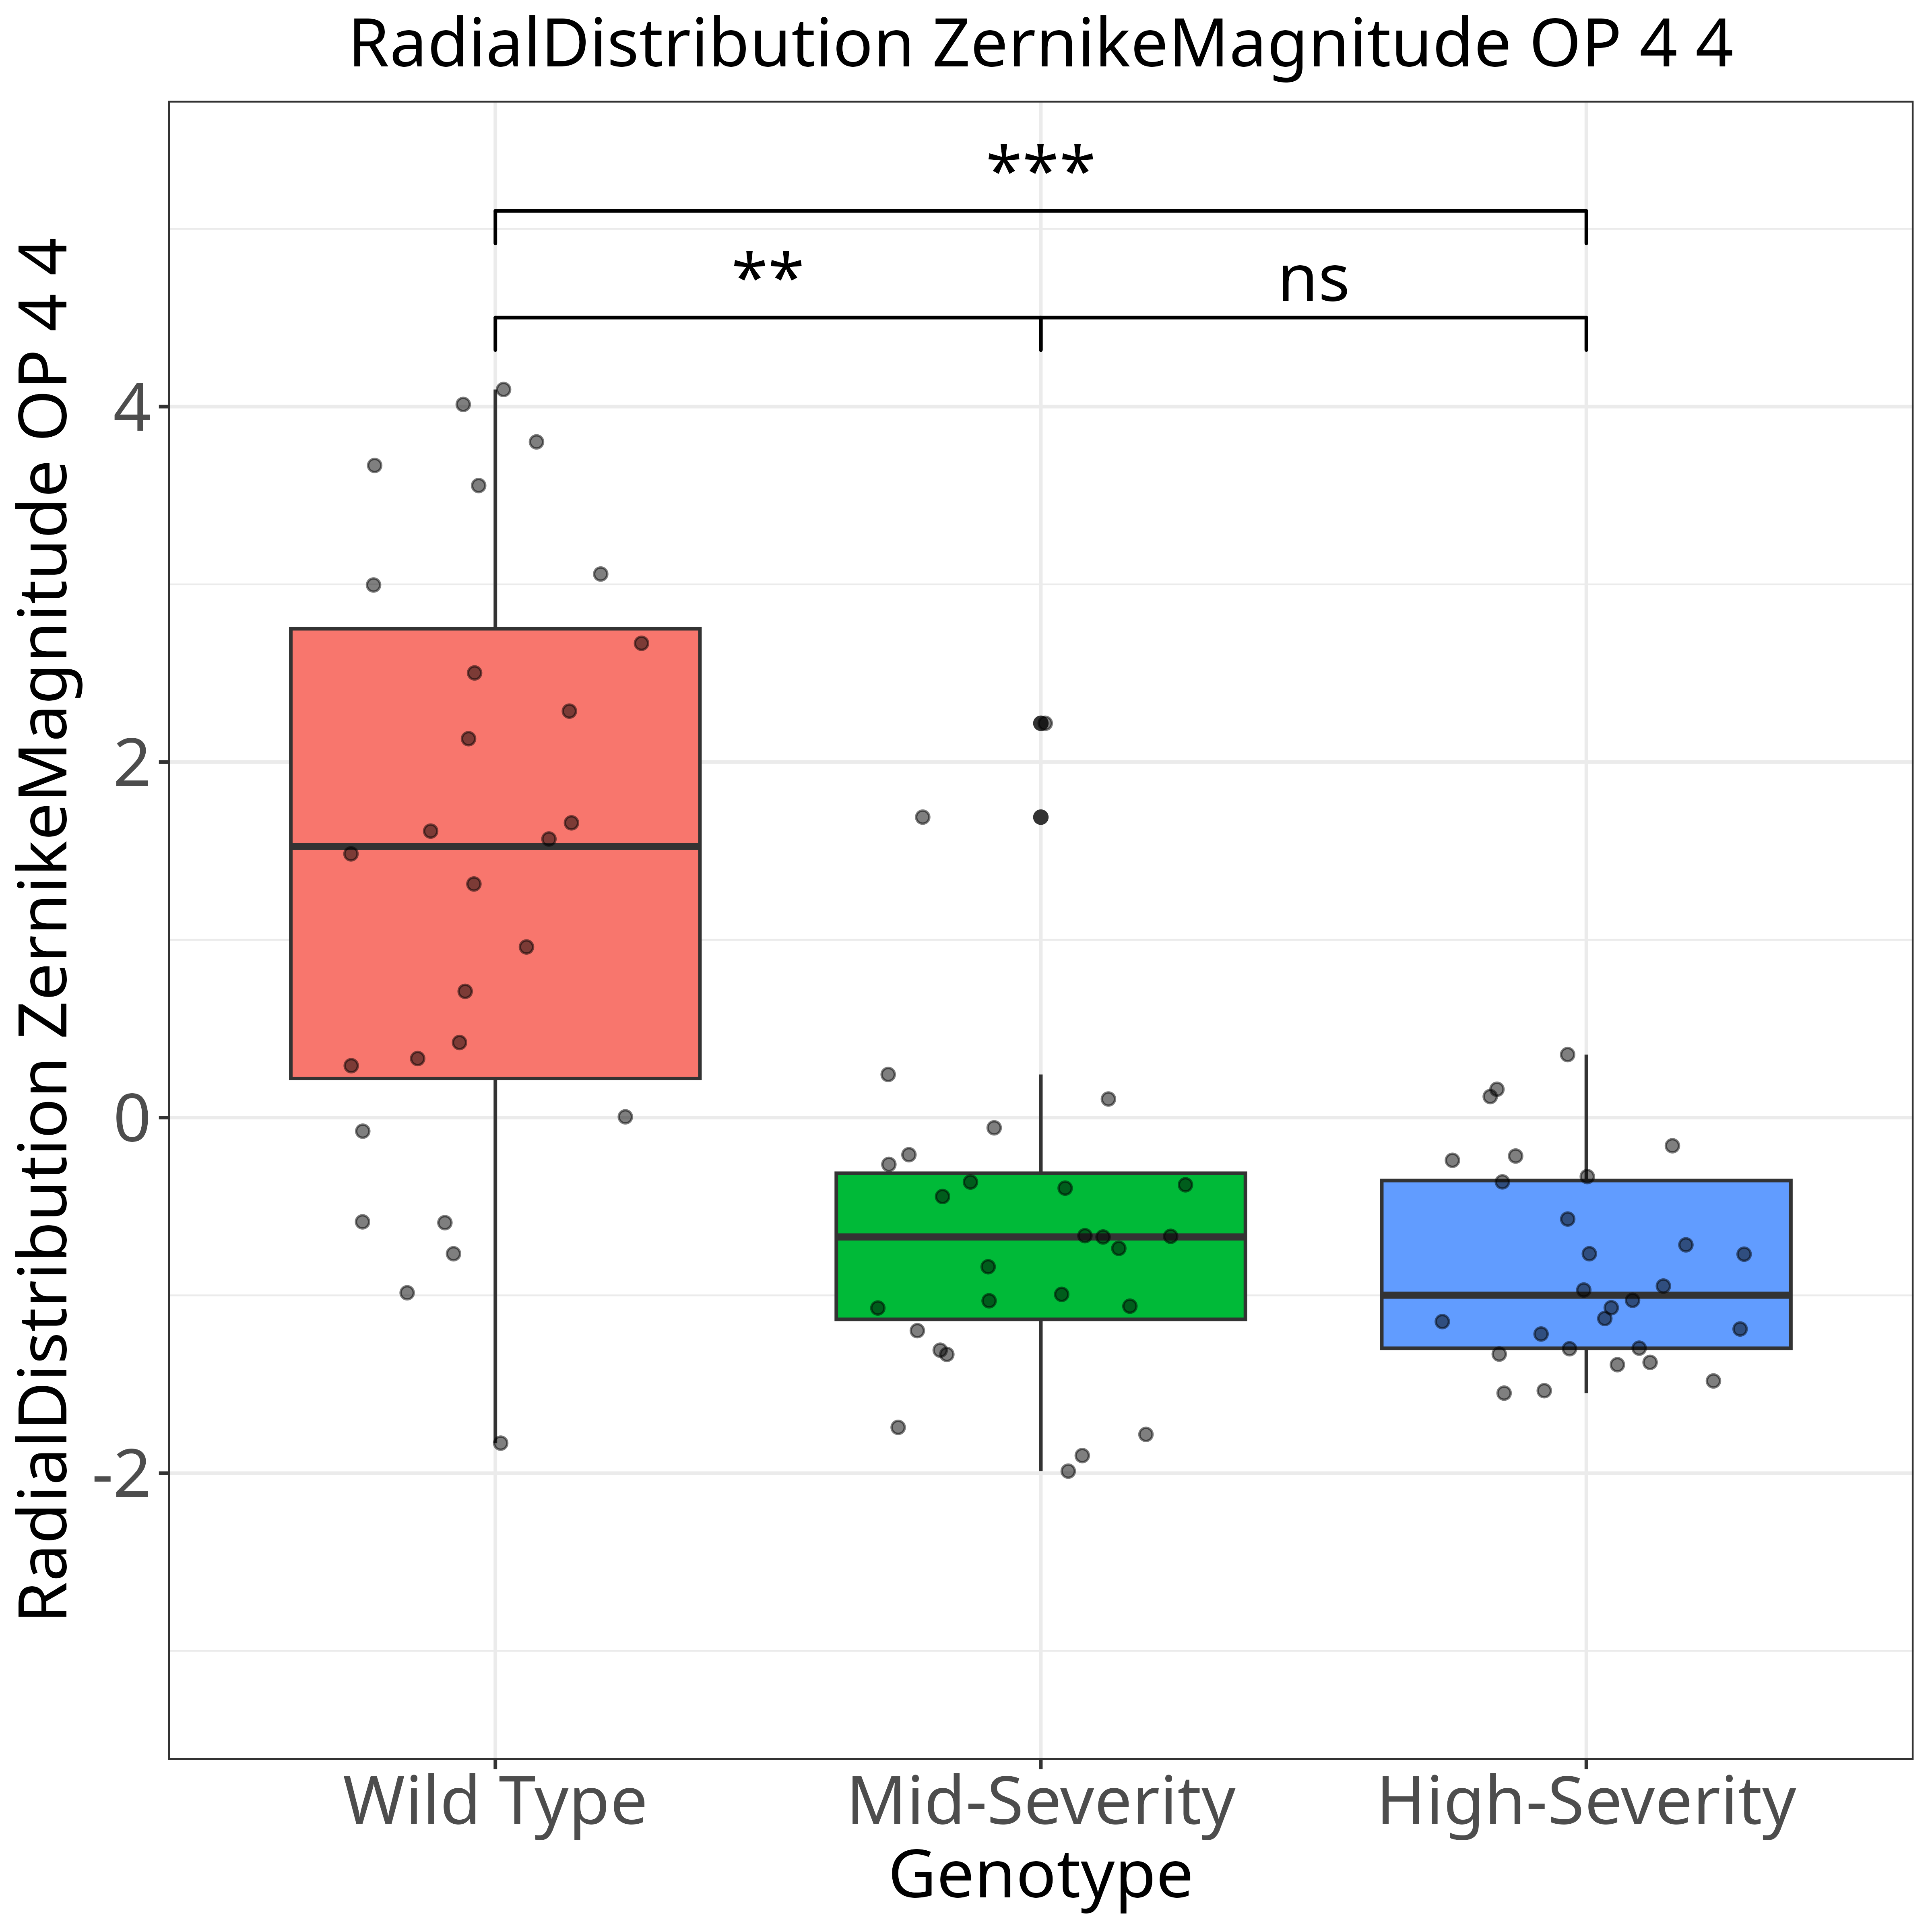 RadialDistribution ZernikeMagnitude OP 4 4
***
**
ns
RadialDistribution ZernikeMagnitude OP 4 4
4
2
0
-2
Wild Type
Mid-Severity
High-Severity
Genotype